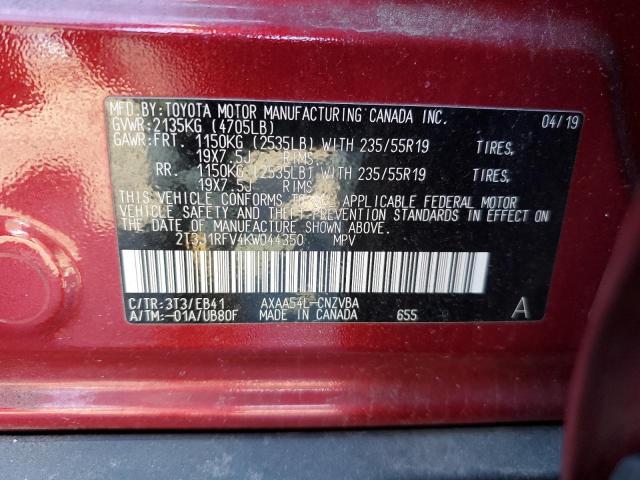 MFD.BY:TOYOTA MOTOR MANUFACTURING CANADA INC. 04/19
GVWR:2135KG (4705LB)
GAWR:FRT. 1150KG (2535LB) WITH 235/55R19 TIRES,
19X7.5J RIMS
RR. 1150KG (2535LB) WITH 235/55R19 TIRES,
19X7.5J RIMS
THIS VEHICLE CONFORMS TO ALL APPLICABLE FEDERAL MOTOR
VEHICLE SAFETY AND THEFT PREVENTION STANDARDS IN EFFECT ON
THE DATE OF MANUFACTURE SHOWN ABOVE.
2T3J1RFV4KW044350 MPV
C/TR:3T3/EB41 AXAA54L-CNZVBA
A/TM:-01A/UB80F MADE IN CANADA 655 A